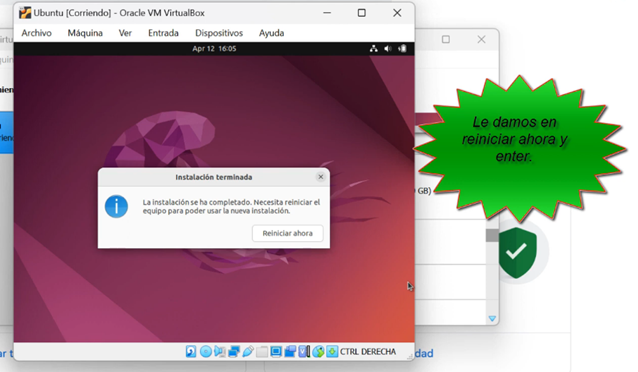 Ubuntu [Corriendo] - Oracle VM VirtualBox
Archivo Máquina Ver Entrada Dispositivos Ayuda
Apr 12 16:05
Instalación terminada
La instalación se ha completado. Necesita reiniciar el
equipo para poder usar la nueva instalación.
Reiniciar ahora
CTRL DERECHA
Le damos en
reiniciar ahora y
enter.
GB)